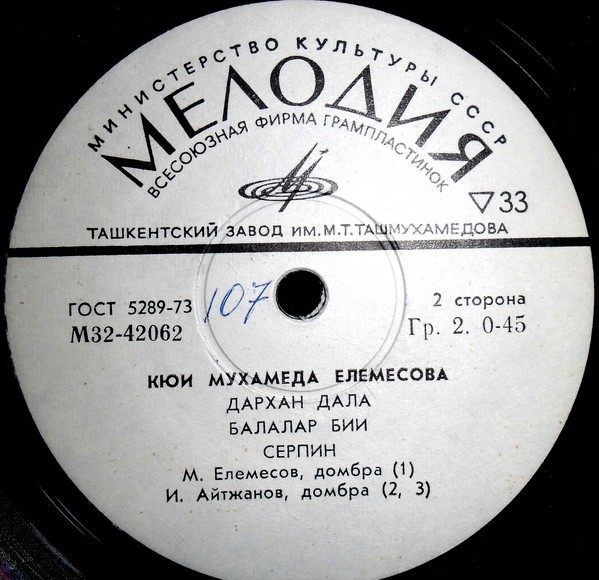 МИНИСТЕРСТВО КУЛЬТУРЫ СССР
МЕЛОДИЯ
ВСЕСОЮЗНАЯ ФИРМА ГРАМПЛАСТИНОК
▽33
ТАШКЕНТСКИЙ ЗАВОД ИМ. М.Т.ТАШМУХАМЕДОВА
ГОСТ 5289-73
107
2 сторона
М32-42062
Гр. 2. 0-45
КЮИ МУХАМЕДА ЕЛЕМЕСОВА
ДАРХАН ДАЛА
БАЛАЛАР БИИ
СЕРПИН
М. Елемесов, домбра (1)
И. Айтжанов, домбра (2, 3)